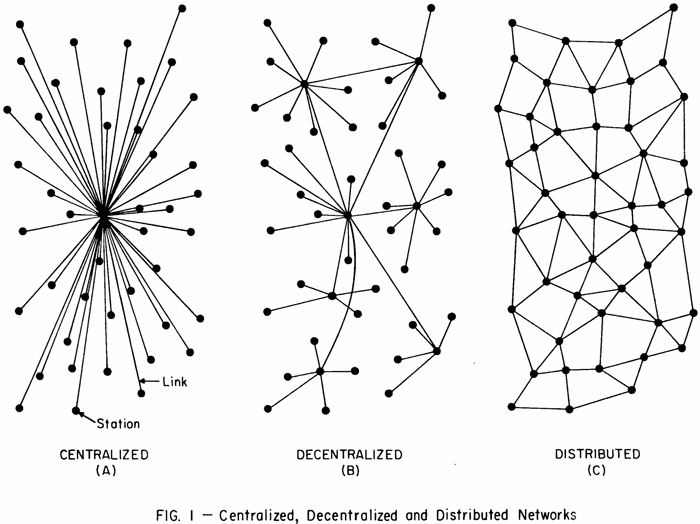 Link
Station
CENTRALIZED
(A)
DECENTRALIZED
(B)
DISTRIBUTED
(C)
FIG. I — Centralized, Decentralized and Distributed Networks